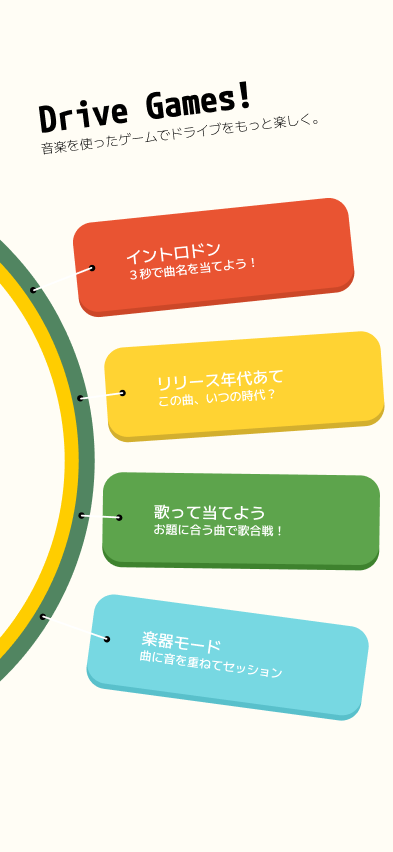 Drive Games!
音楽を使ったゲームでドライブをもっと楽しく。
イントロドン
３秒で曲名を当てよう！
リリース年代あて
この曲、いつの時代？
歌って当てよう
お題に合う曲で歌合戦！
楽器モード
曲に音を重ねてセッション